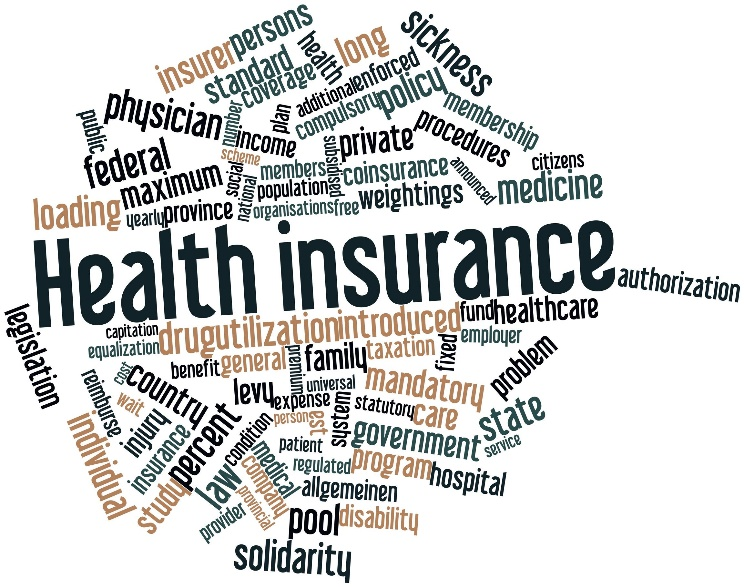 persons
insurer
standard
coverage
health
long
sickness
additional
enforced
compulsory
policy
membership
physician
number
income
plan
public
federal
scheme
private
procedures
citizens
maximum
social
members
population
subsidised
coinsurance
announced
medicine
loading
yearly
province
national
organisations
free
weightings
Health insurance
authorization
legislation
capitation
equalization
drugutilization
introduced
fund
healthcare
employer
benefit
general
premium
family
taxation
fixed
problem
cost
country
reimburse
wait
levy
universal
expense
mandatory
injury
percent
condition
person
est
systems
statutory
care
state
individual
insurance
patient
government
service
study
law
medical
company
regulated
program
hospital
provincial
allgemeinen
provider
pool
disability
solidarity